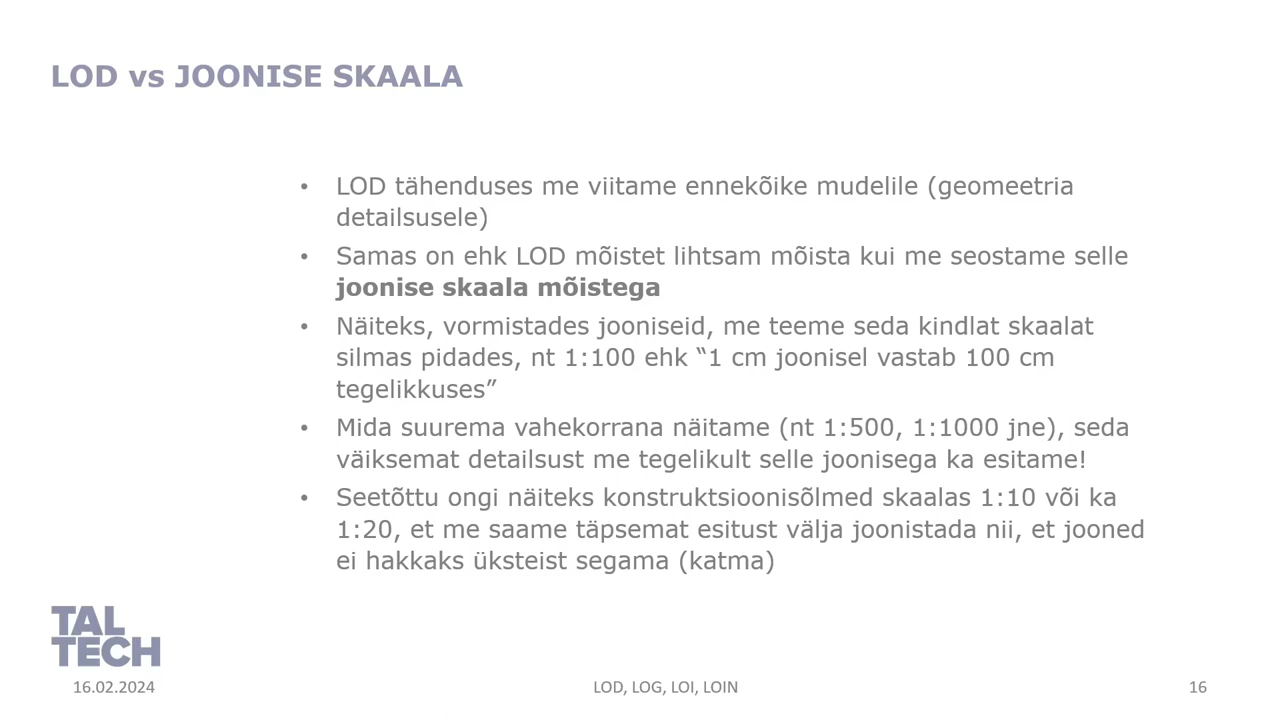 LOD vs JOONISE SKAALA
• LOD tähenduses me viitame ennekõike mudelile (geomeetria
detailsusele)
• Samas on ehk LOD mõistet lihtsam mõista kui me seostame selle
joonise skaala mõistega
• Näiteks, vormistades jooniseid, me teeme seda kindlat skaalat
silmas pidades, nt 1:100 ehk “1 cm joonisel vastab 100 cm
tegelikkuses”
• Mida suurema vahekorrana näitame (nt 1:500, 1:1000 jne), seda
väiksemat detailsust me tegelikult selle joonisega ka esitame!
• Seetõttu ongi näiteks konstruktsioonisõlmed skaalas 1:10 või ka
1:20, et me saame täpsemat esitust välja joonistada nii, et jooned
ei hakkaks üksteist segama (katma)
TAL
TECH
16.02.2024
LOD, LOG, LOI, LOIN
16